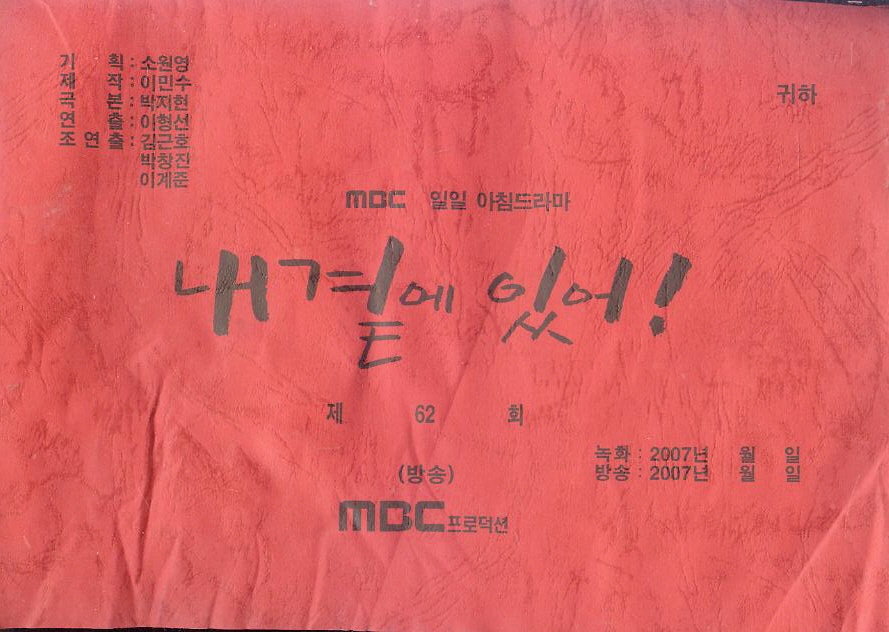 기 획 : 소원영
제 작 : 이민수
극 본 : 박지현
연 출 : 이형선
조 연 출 : 김근호
박창진
이계준
귀하
MBC 일일 아침드라마
내곁에 있어!
제 62 회
녹화 : 2007년 월 일
방송 : 2007년 월 일
(방송)
MBC프로덕션